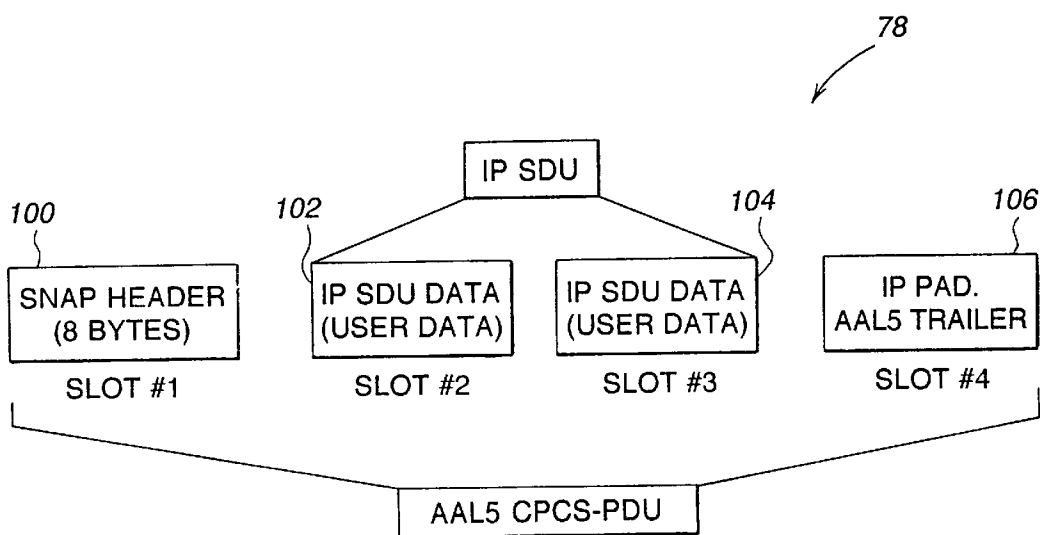 78
IP SDU
100
102
104
106
SNAP HEADER
(8 BYTES)
IP SDU DATA
(USER DATA)
IP SDU DATA
(USER DATA)
IP PAD.
AAL5 TRAILER
SLOT #1
SLOT #2
SLOT #3
SLOT #4
AAL5 CPCS-PDU